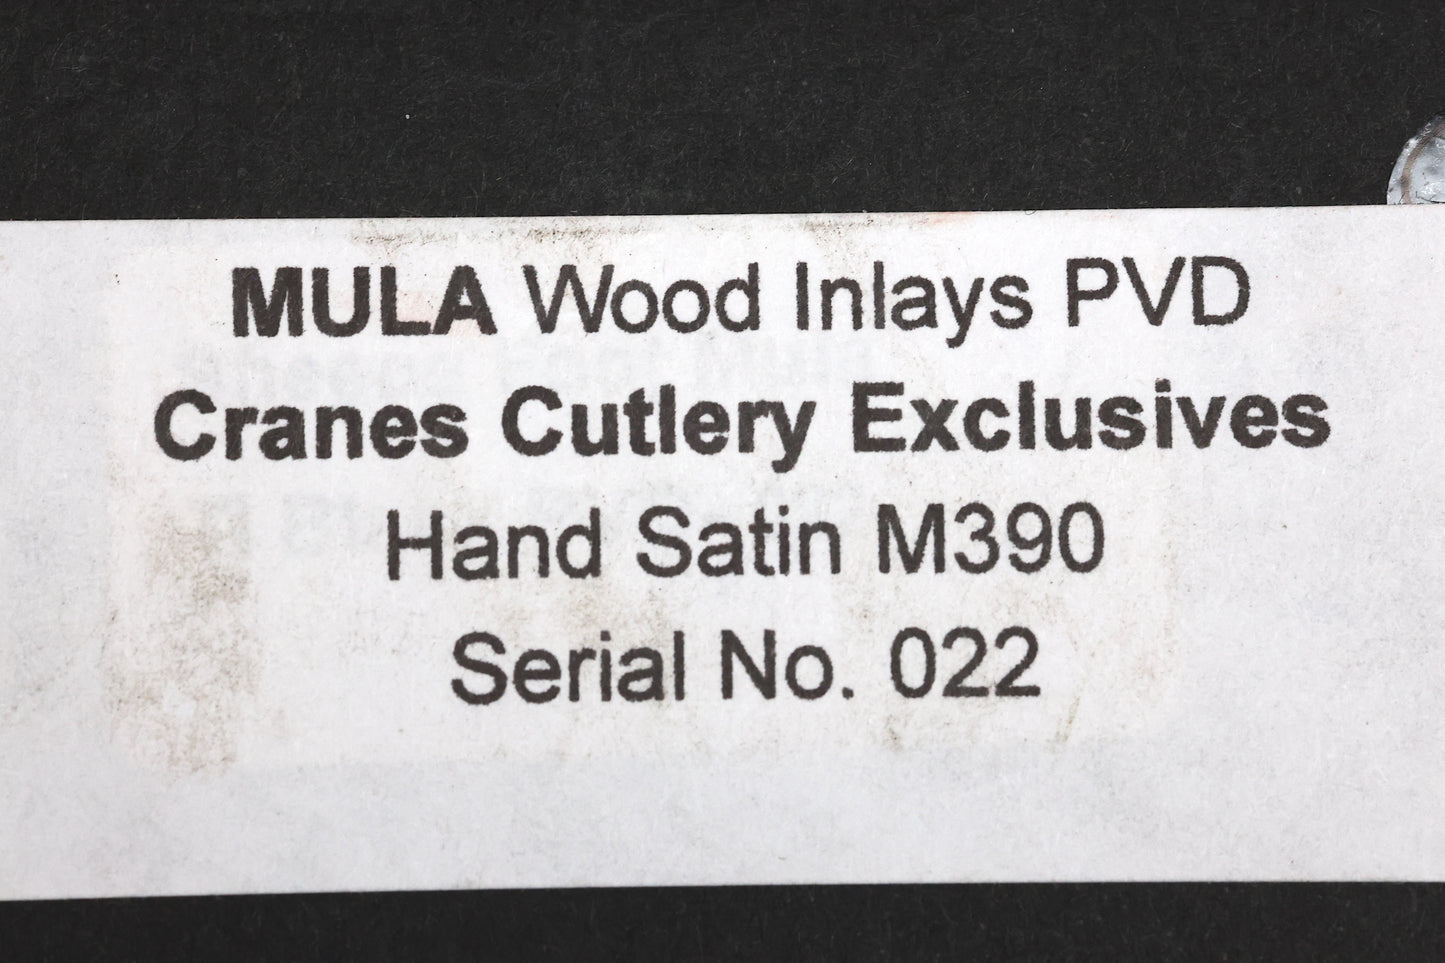 MULA Wood Inlays PVD
Cranes Cutlery Exclusives
Hand Satin M390
Serial No. 022